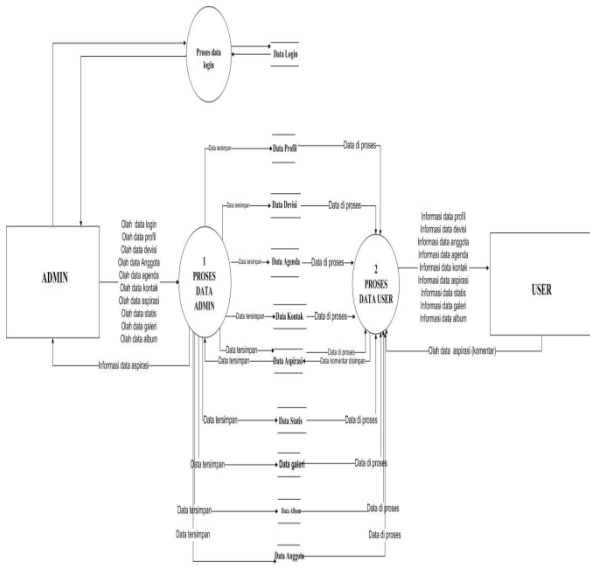 Proses data
login
Data Login
Data tersimpan
Data Profil
Data di proses
Data tersimpan
Data Devisi
Data di proses
Olah data login
Olah data profil
Olah data devisi
Olah data Anggota
Olah data agenda
Olah data kontak
Olah data aspirasi
Olah data statis
Olah data galeri
Olah data album
ADMIN
1
PROSES
DATA
ADMIN
Data tersimpan
Data Agenda
Data di proses
2
PROSES
DATA USER
Informasi data profil
Informasi data devisi
Informasi data anggota
Informasi data agenda
Informasi data kontak
Informasi data aspirasi
Informasi data statis
Informasi data galeri
Informasi data album
USER
Data tersimpan
Data Kontak
Data di proses
Informasi data aspirasi
Data tersimpan
Data tersimpan
Data Aspirasi
Data di proses
Data komentar disimpan
Olah data aspirasi (komentar)
Data tersimpan
Data Statis
Data di proses
Data tersimpan
Data galeri
Data di proses
Data tersimpan
Data Album
Data di proses
Data tersimpan
Data Anggota
Data di proses